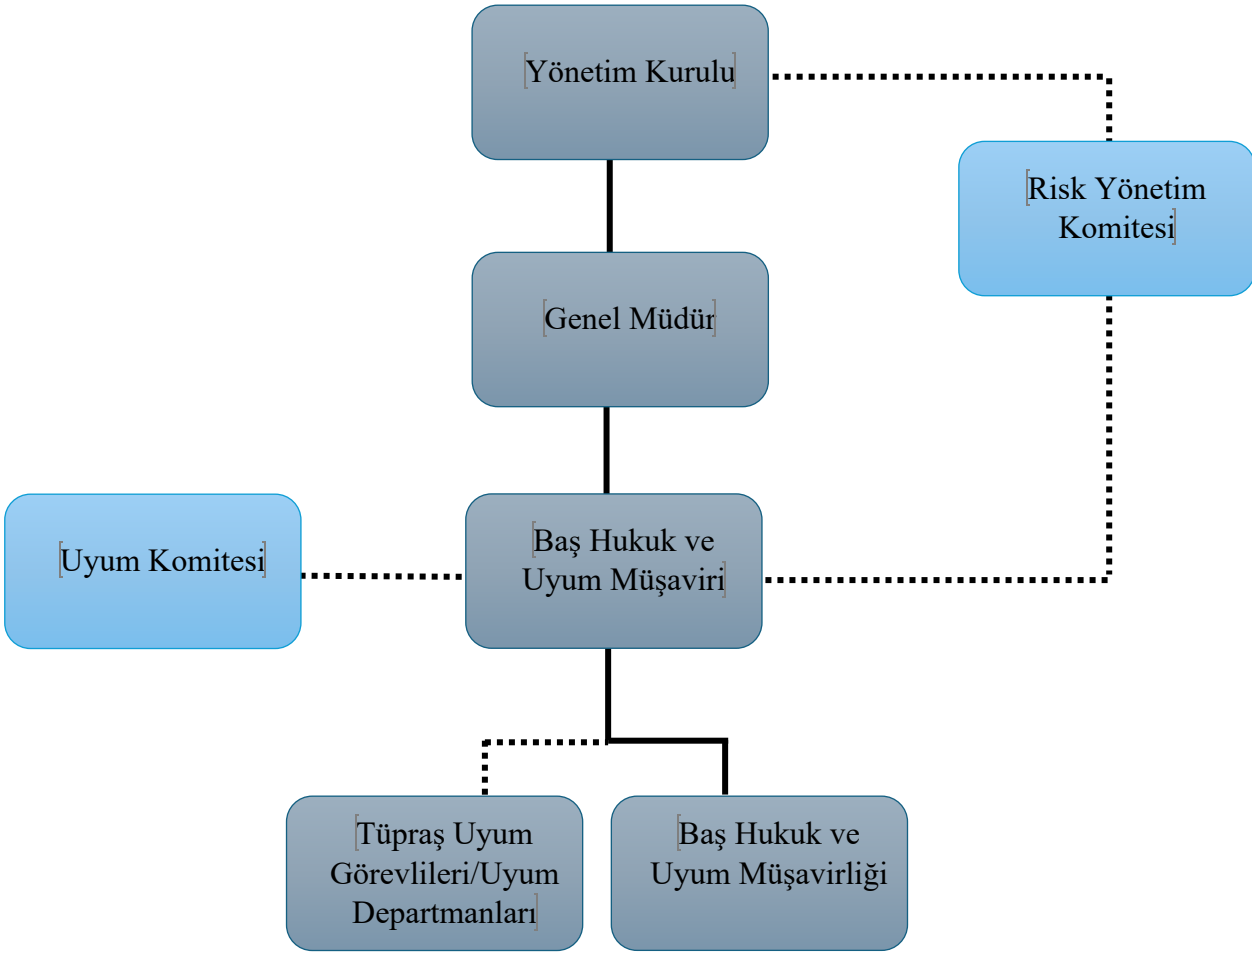 Yönetim Kurulu
Risk Yönetim
Komitesi
Genel Müdür
Uyum Komitesi
Baş Hukuk ve
Uyum Müşaviri
Tüpraş Uyum
Görevlileri/Uyum
Departmanları
Baş Hukuk ve
Uyum Müşavirliği